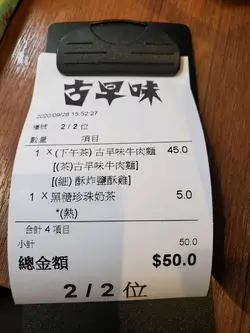 古早味
2020/09/28 15:52:27
樓號 2/2 位
數量 項目
1 X (下午茶) 古早味牛肉麵 45.0
[(茶) 古早味牛肉麵]
[(細) 酥炸鹽酥雞]
1 X 黑糖珍珠奶茶 5.0
*(熱)
合計 4 項目
小計 50.0
總金額 $50.0
2/2 位